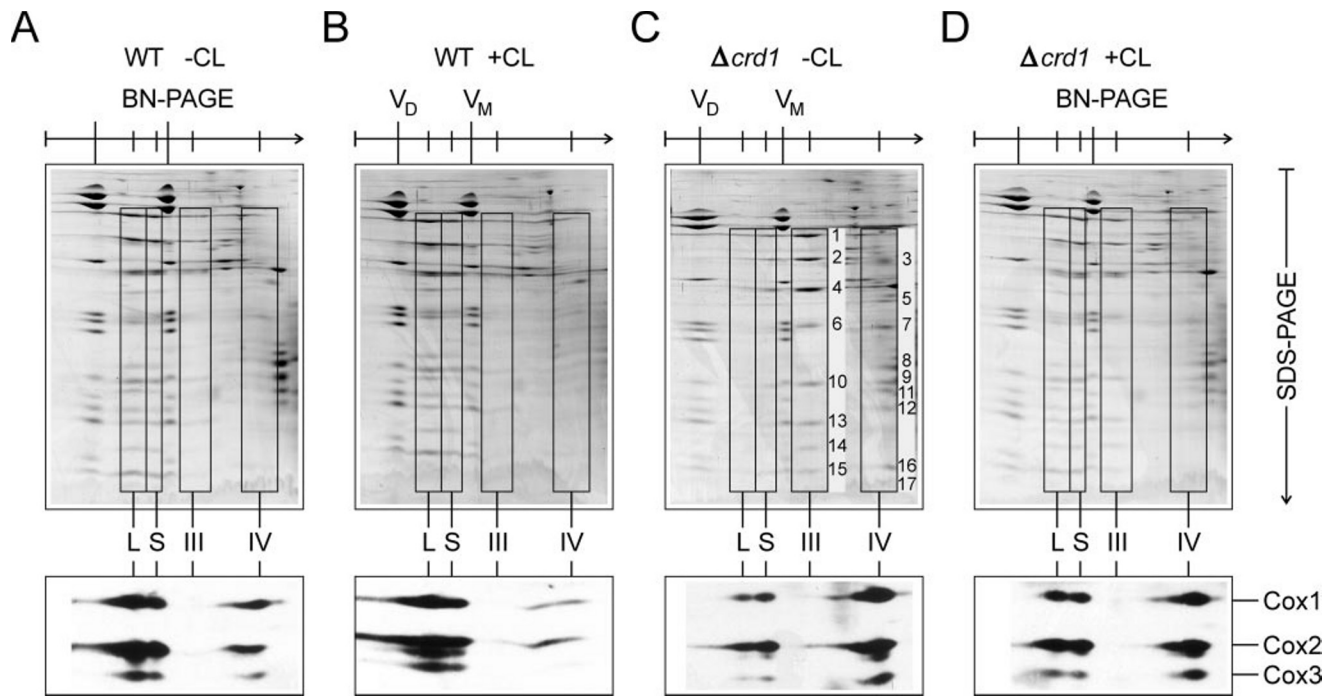 A B C D
WT -CL WT +CL Δcrd1 -CL Δcrd1 +CL
BN-PAGE V_D V_M V_D V_M BN-PAGE
1
2 3
4
5
6 7
8
9
10
11
12
13
14
15 16
17
SDS-PAGE
L S III IV L S III IV L S III IV L S III IV
Cox1
Cox2
Cox3